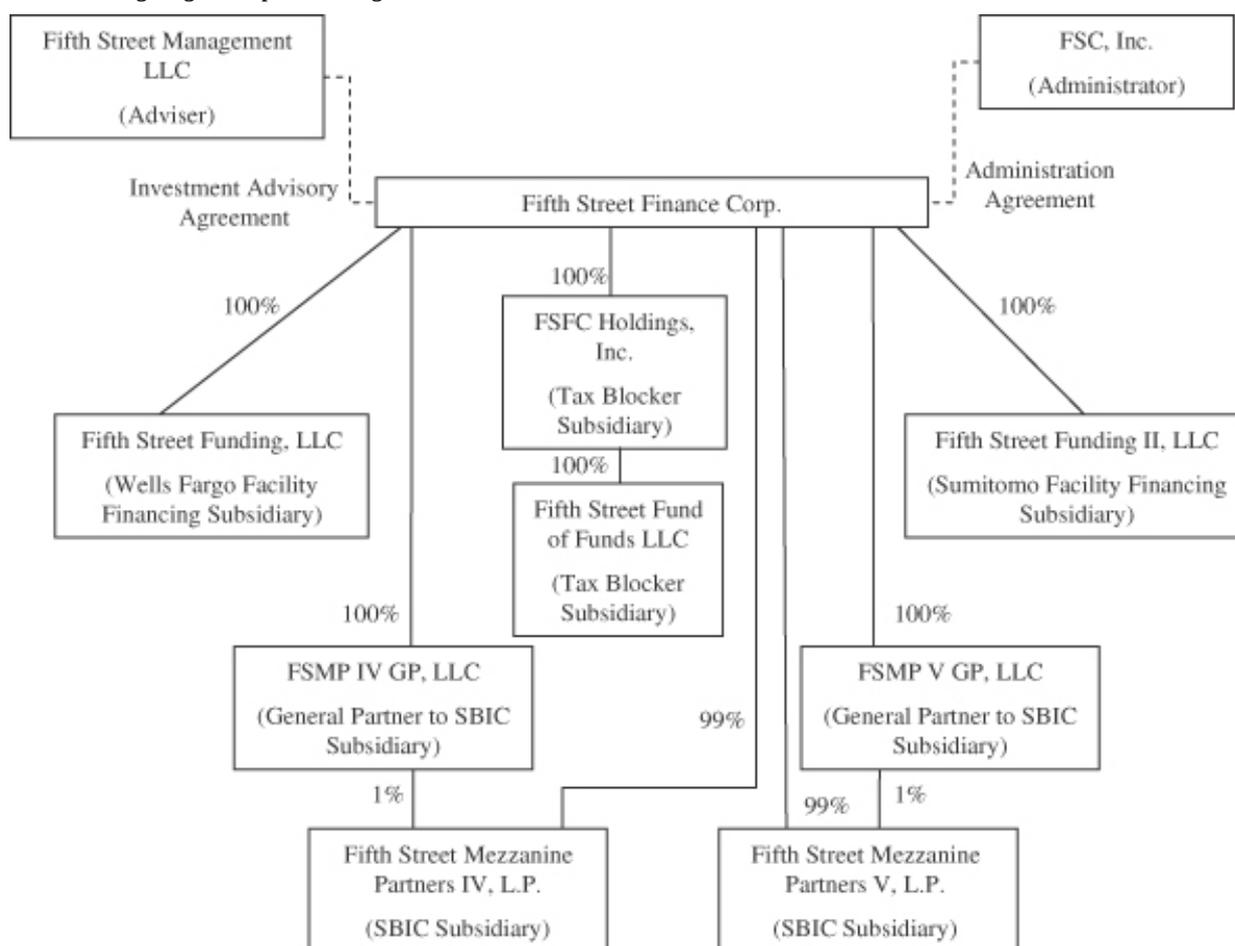 Fifth Street Management
LLC
(Adviser)
FSC, Inc.
(Administrator)
Investment Advisory
Agreement
Administration
Agreement
Fifth Street Finance Corp.
100%
100%
100%
FSFC Holdings,
Inc.
(Tax Blocker
Subsidiary)
Fifth Street Funding, LLC
(Wells Fargo Facility
Financing Subsidiary)
Fifth Street Funding II, LLC
(Sumitomo Facility Financing
Subsidiary)
100%
Fifth Street Fund
of Funds LLC
(Tax Blocker
Subsidiary)
100%
100%
FSMP IV GP, LLC
(General Partner to SBIC
Subsidiary)
99%
FSMP V GP, LLC
(General Partner to SBIC
Subsidiary)
1%
99%
1%
Fifth Street Mezzanine
Partners IV, L.P.
(SBIC Subsidiary)
Fifth Street Mezzanine
Partners V, L.P.
(SBIC Subsidiary)